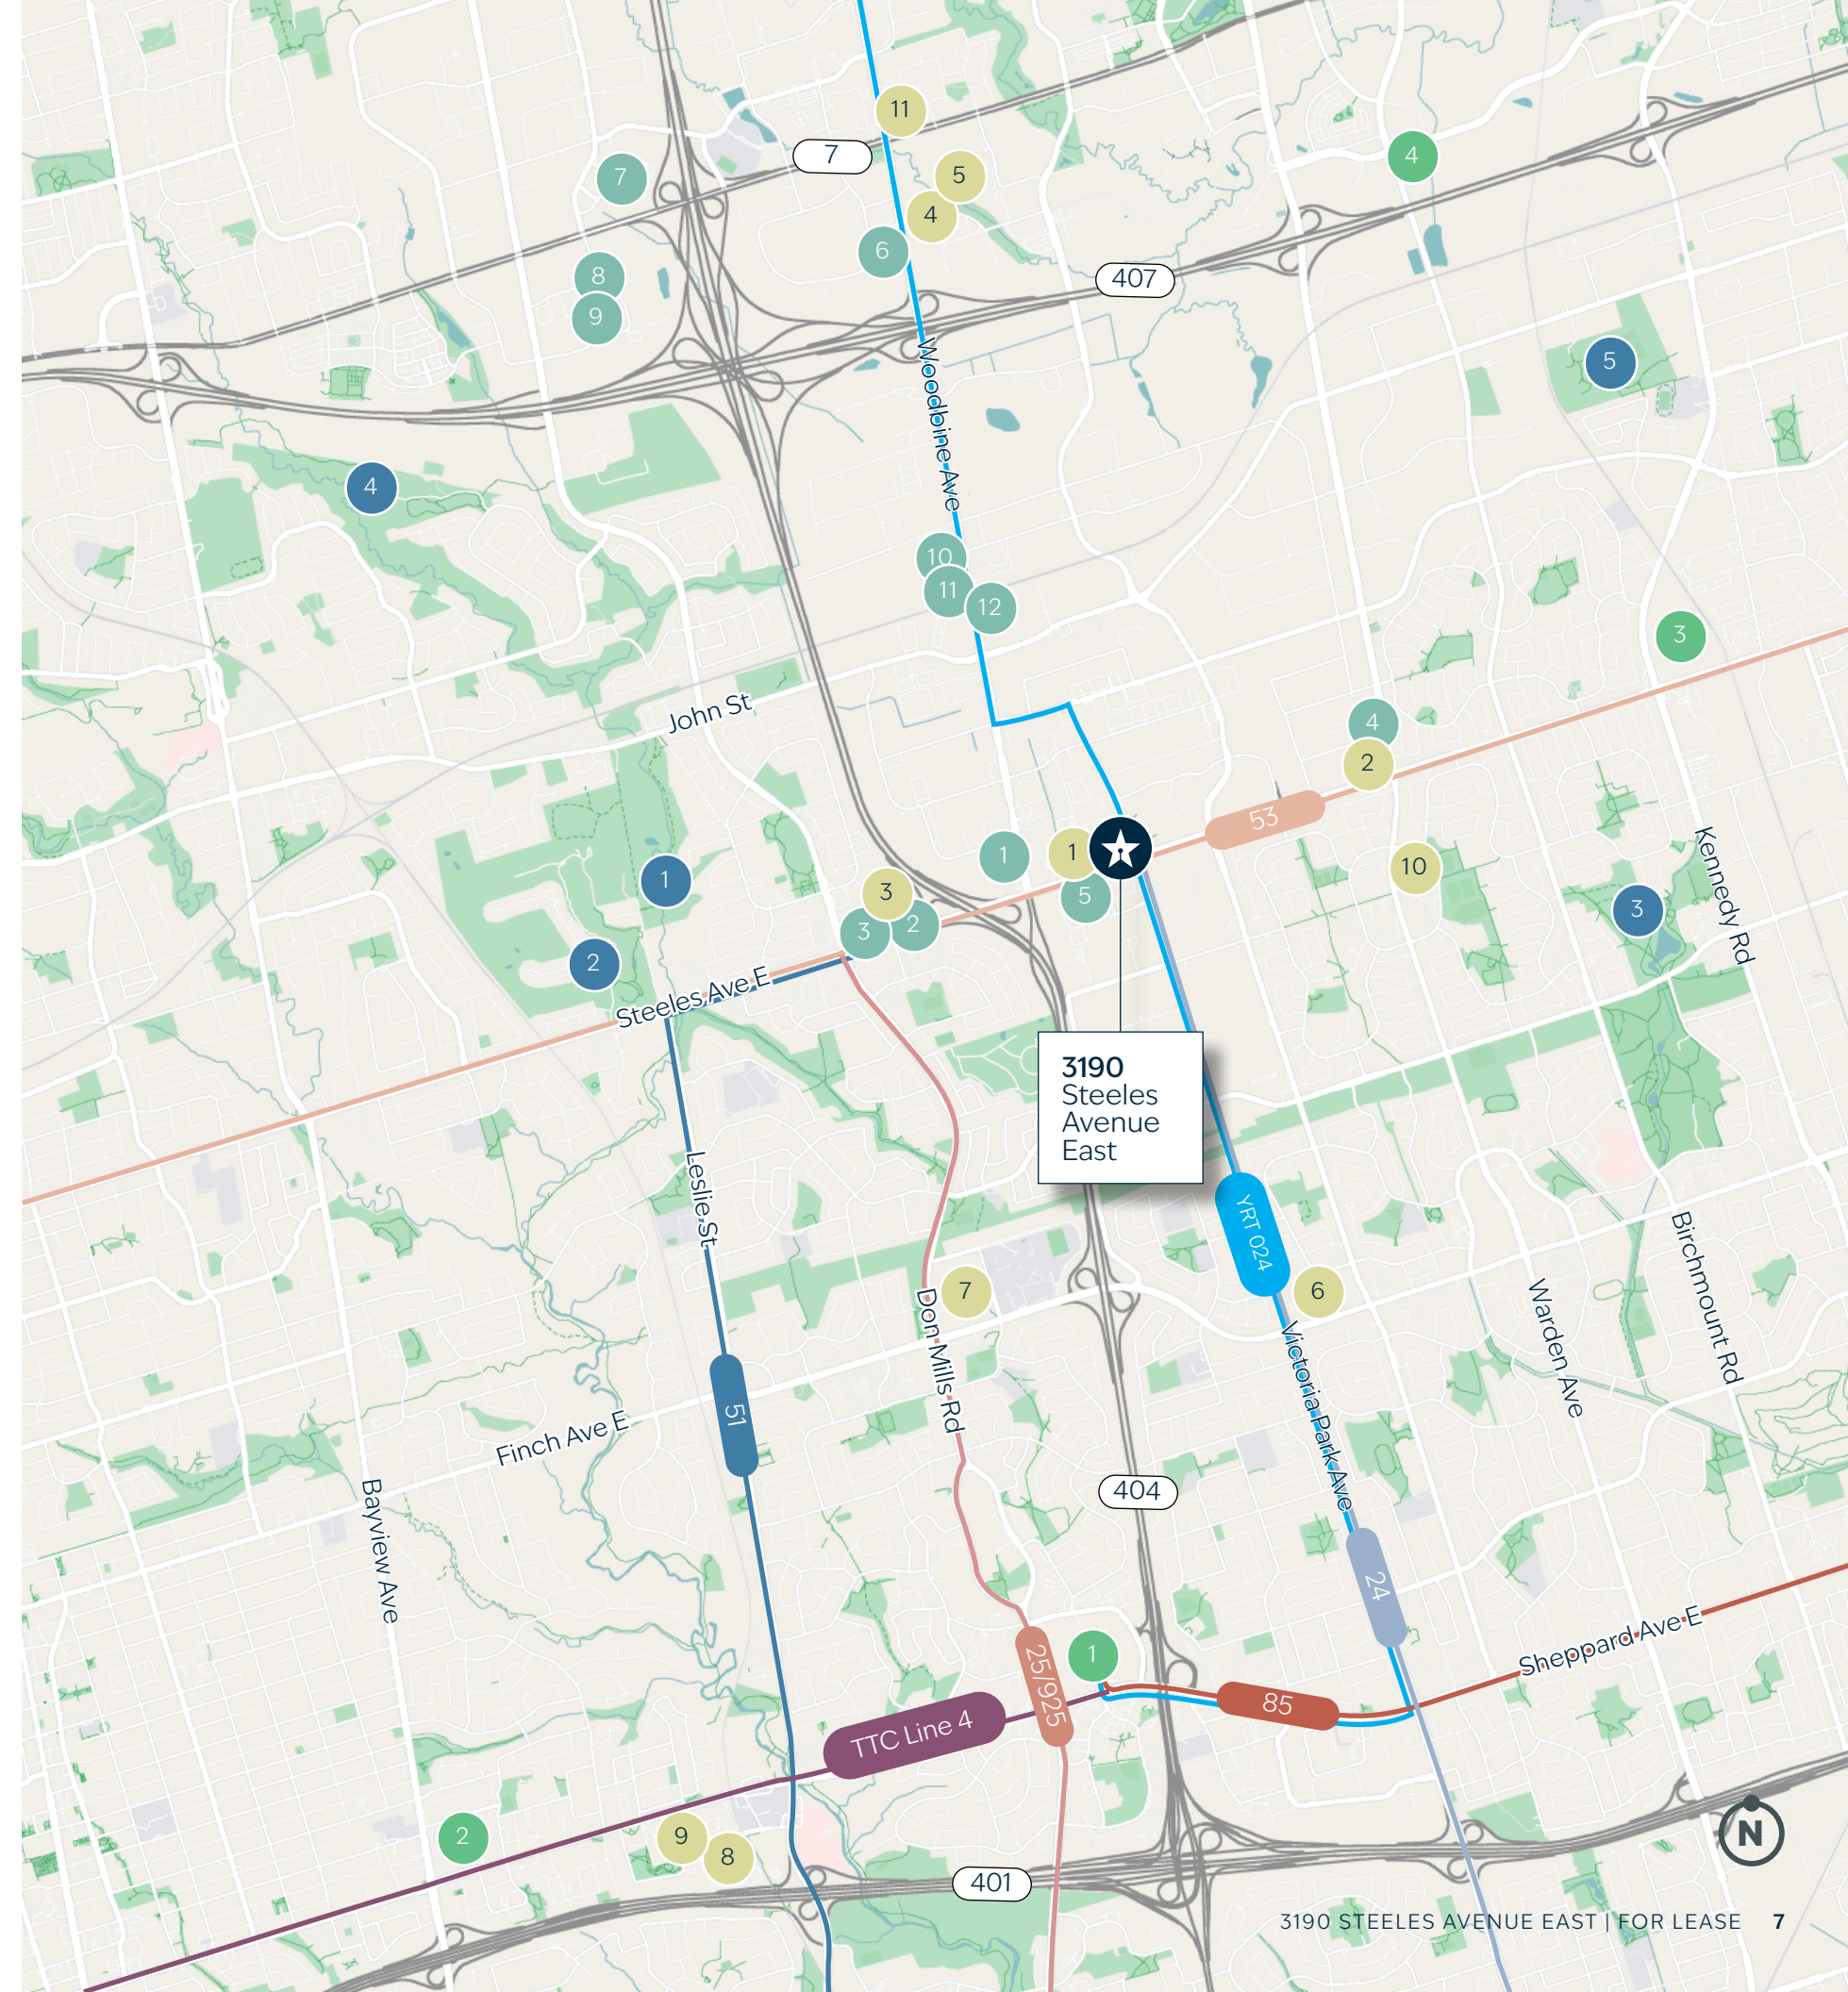 11
7
5
4
7
4
6
8
407
9
Woodbine Ave
5
4
10
11
12
3
John St
4
2
53
1
1
10
Kennedy Rd
1
3
5
3
3
2
2
Steeles Ave E
3190
Steeles
Avenue
East
Leslie St
YRT 024
Birchmount Rd
7
6
Don Mills Rd
Warden Ave
Victoria Park Ave
51
Finch Ave E
Bayview Ave
404
24
Sheppard Ave E
1
25/925
85
TTC Line 4
2
9
8
N
401
3190 STEELES AVENUE EAST | FOR LEASE 7